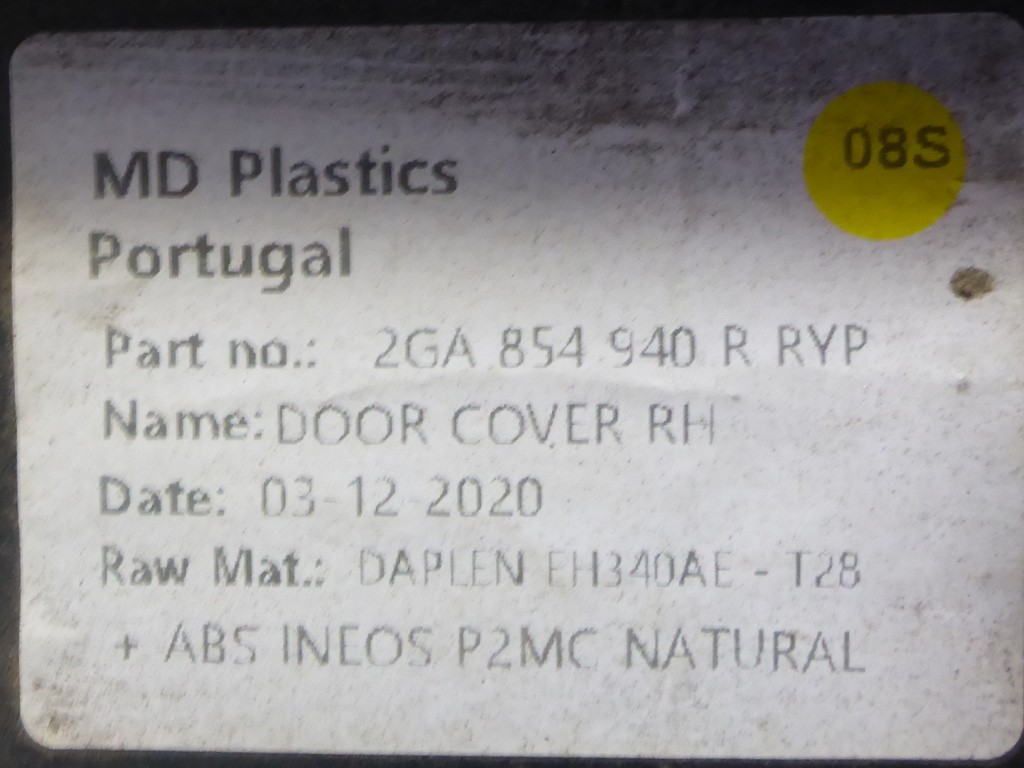 08S
MD Plastics
Portugal
Part no.: 2GA 854 940 R RYP
Name: DOOR COVER RH
Date: 03-12-2020
Raw Mat.: DAPLEN EH340AE - T28
+ ABS INEOS P2MC NATURAL